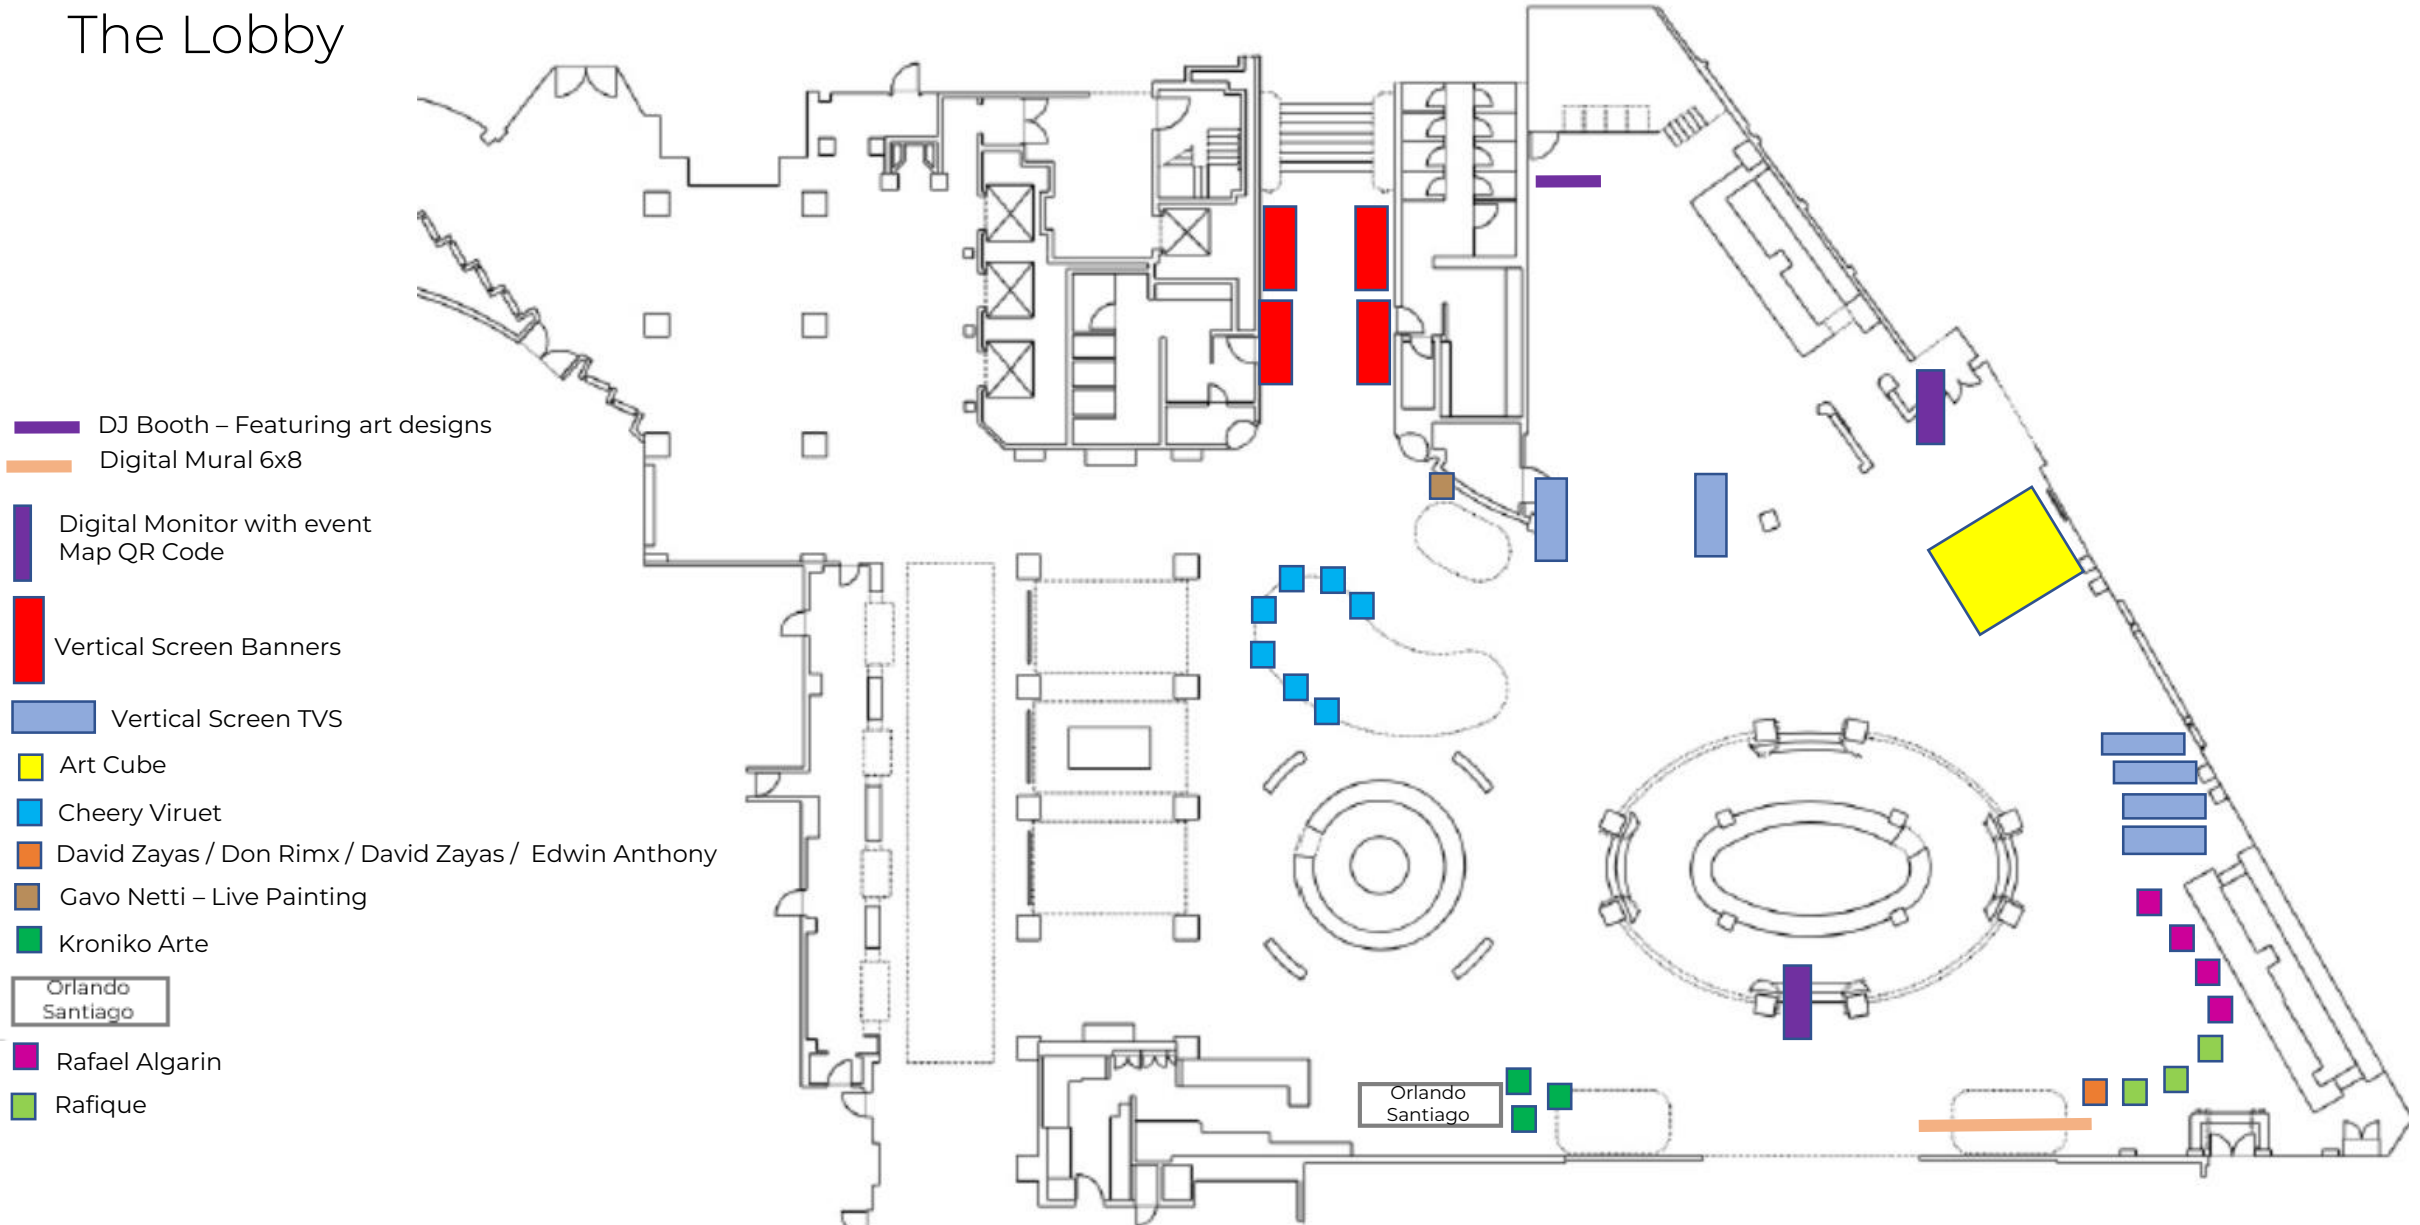 The Lobby
DJ Booth – Featuring art designs
Digital Mural 6x8
Digital Monitor with event
Map QR Code
Vertical Screen Banners
Vertical Screen TVS
Art Cube
Cheery Viruet
David Zayas / Don Rimx / David Zayas / Edwin Anthony
Gavo Netti – Live Painting
Kroniko Arte
Orlando
Santiago
Rafael Algarin
Rafique
Orlando
Santiago